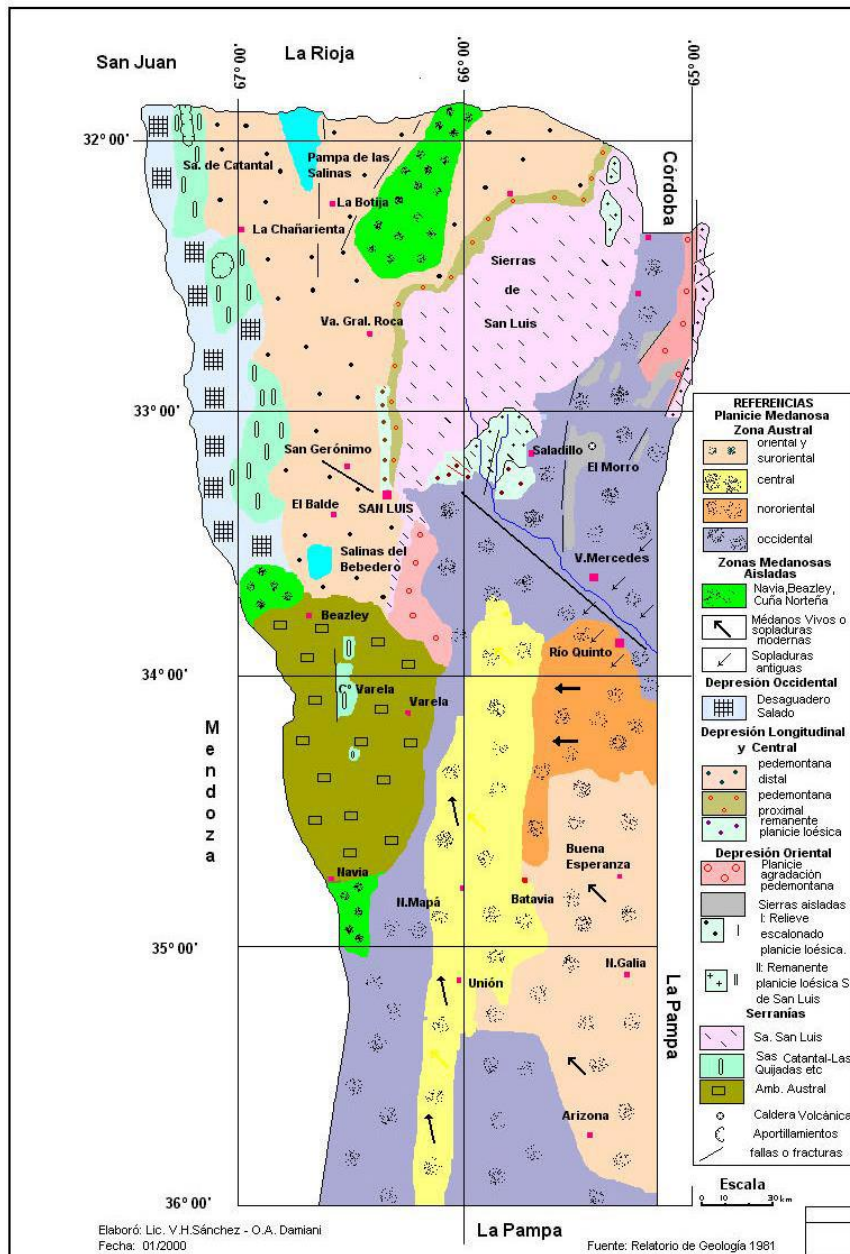 La Rioja
San Juan
67° 00'
66° 00'
65° 00'
32° 00'
Sa. de Catantal
Pampa de las
Salinas
La Botija
La Chañarienta
Córdoba
Sierras
de
San Luis
Va. Gral. Roca
33° 00'
San Gerónimo
Saladillo
El Morro
El Balde
SAN LUIS
Salinas del
Bebedero
V.Mercedes
Beazley
Río Quinto
34° 00'
C° Varela
Varela
Mendoza
Buena
Esperanza
Navia
N.Mapá
Batavia
35° 00'
Unión
N.Galia
La Pampa
Arizona
36° 00'
La Pampa
REFERENCIAS
Planicie Medanosa
Zona Austral
oriental y
suroriental
central
nororiental
occidental
Zonas Medanosas
Aisladas
Navia,Beazley,
Cuña Norteña
Médanos Vivos o
sopladuras
modernas
Sopladuras
antiguas
Depresión Occidental
Desaguadero
Salado
Depresión Longitudinal
y Central
pedemontana
distal
pedemontana
proximal
remanente
planicie loésica
Depresión Oriental
Planicie
agradación
pedemontana
Sierras aisladas
I: Relieve
escalonado
planicie loésica.
I
II: Remanente
planicie loésica S
de San Luis
II
Serranías
Sa. San Luis
Sas Catantal-Las
Quijadas etc
Amb. Austral
Caldera Volcánica
Aportillamientos
fallas o fracturas
Escala
0 10 30 km
Elaboró: Lic. V.H.Sánchez - O.A. Damiani
Fecha: 01/2000
Fuente: Relatorio de Geología 1981